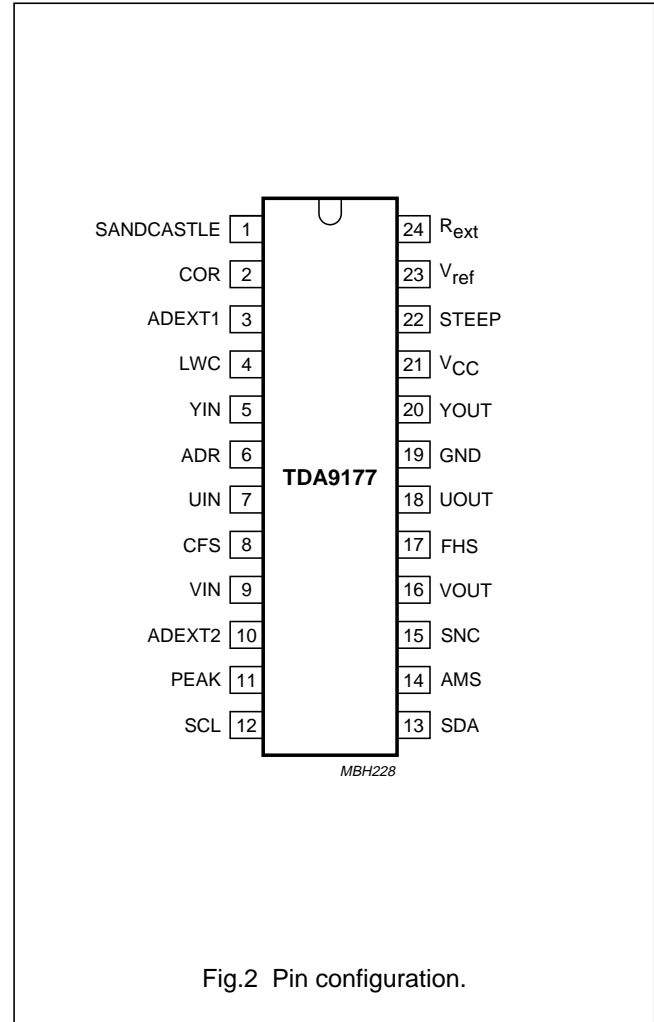 SANDCASTLE 1 24 Rext
COR 2 23 Vref
ADEXT1 3 22 STEEP
LWC 4 21 VCC
YIN 5 20 YOUT
ADR 6 19 GND
TDA9177
UIN 7 18 UOUT
CFS 8 17 FHS
VIN 9 16 VOUT
ADEXT2 10 15 SNC
PEAK 11 14 AMS
SCL 12 13 SDA
MBH228
Fig.2 Pin configuration.